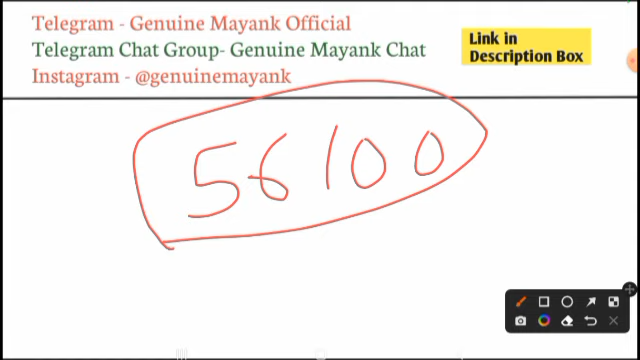 Telegram - Genuine Mayank Official
Telegram Chat Group- Genuine Mayank Chat
Instagram - @genuinemayank
Link in
Description Box
56100